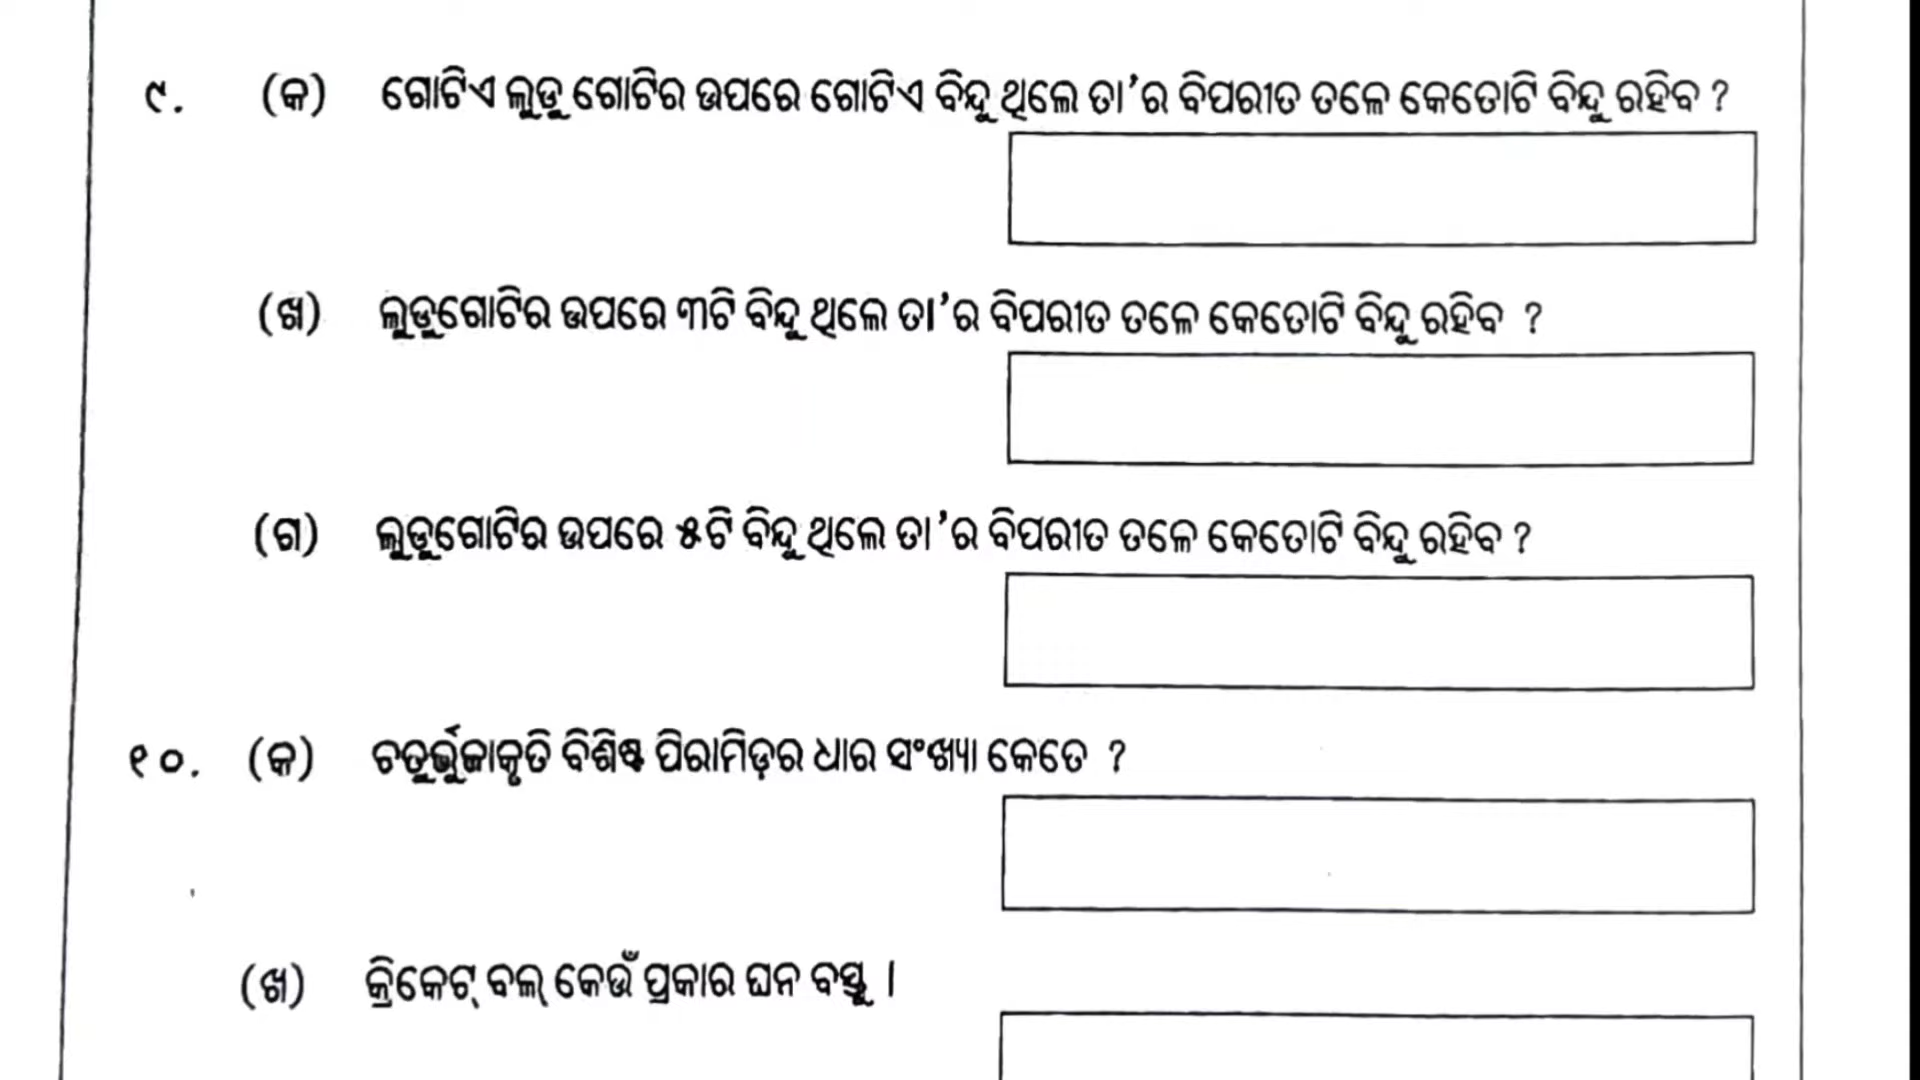 ୯. (କ) ଗୋଟିଏ ଲୁଡୁ ଗୋଟିର ଉପରେ ଗୋଟିଏ ବିନ୍ଦୁ ଥିଲେ ତା'ର ବିପରୀତ ତଳେ କେତୋଟି ବିନ୍ଦୁ ରହିବ ?
(ଖ) ଲୁଡୁଗୋଟିର ଉପରେ ୩ଟି ବିନ୍ଦୁ ଥିଲେ ତା'ର ବିପରୀତ ତଳେ କେତୋଟି ବିନ୍ଦୁ ରହିବ ?
(ଗ) ଲୁଡୁଗୋଟିର ଉପରେ ୫ଟି ବିନ୍ଦୁ ଥିଲେ ତା'ର ବିପରୀତ ତଳେ କେତୋଟି ବିନ୍ଦୁ ରହିବ ?
୧୦. (କ) ଚତୁର୍ଭୁଜାକୃତି ବିଶିଷ୍ଟ ପିରାମିଡ଼ର ଧାର ସଂଖ୍ୟା କେତେ ?
(ଖ) କ୍ରିକେଟ୍ ବଲ୍ କେଉଁ ପ୍ରକାର ଘନ ବସ୍ତୁ ।